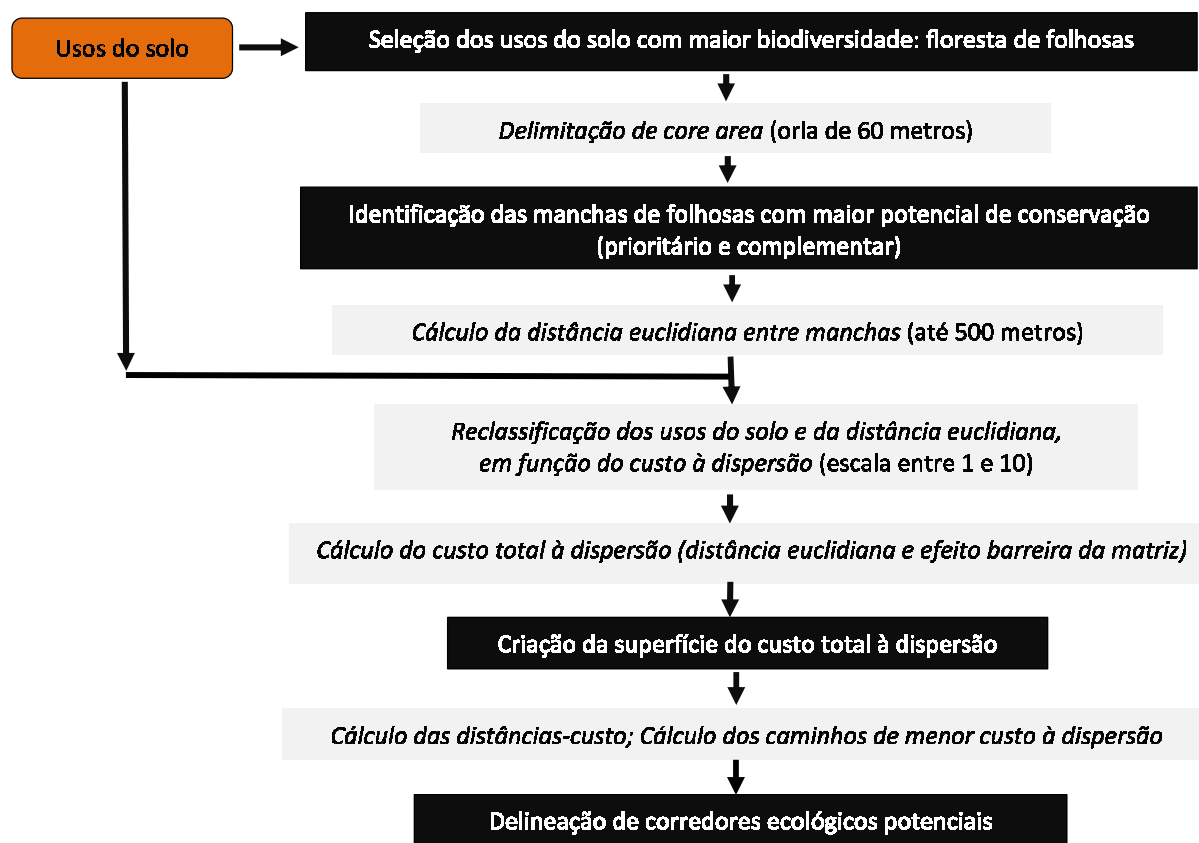 Usos do solo
Seleção dos usos do solo com maior biodiversidade: floresta de folhosas
Delimitação de core area (orla de 60 metros)
Identificação das manchas de folhosas com maior potencial de conservação
(prioritário e complementar)
Cálculo da distância euclidiana entre manchas (até 500 metros)
Reclassificação dos usos do solo e da distância euclidiana,
em função do custo à dispersão (escala entre 1 e 10)
Cálculo do custo total à dispersão (distância euclidiana e efeito barreira da matriz)
Criação da superfície do custo total à dispersão
Cálculo das distâncias-custo; Cálculo dos caminhos de menor custo à dispersão
Delineação de corredores ecológicos potenciais